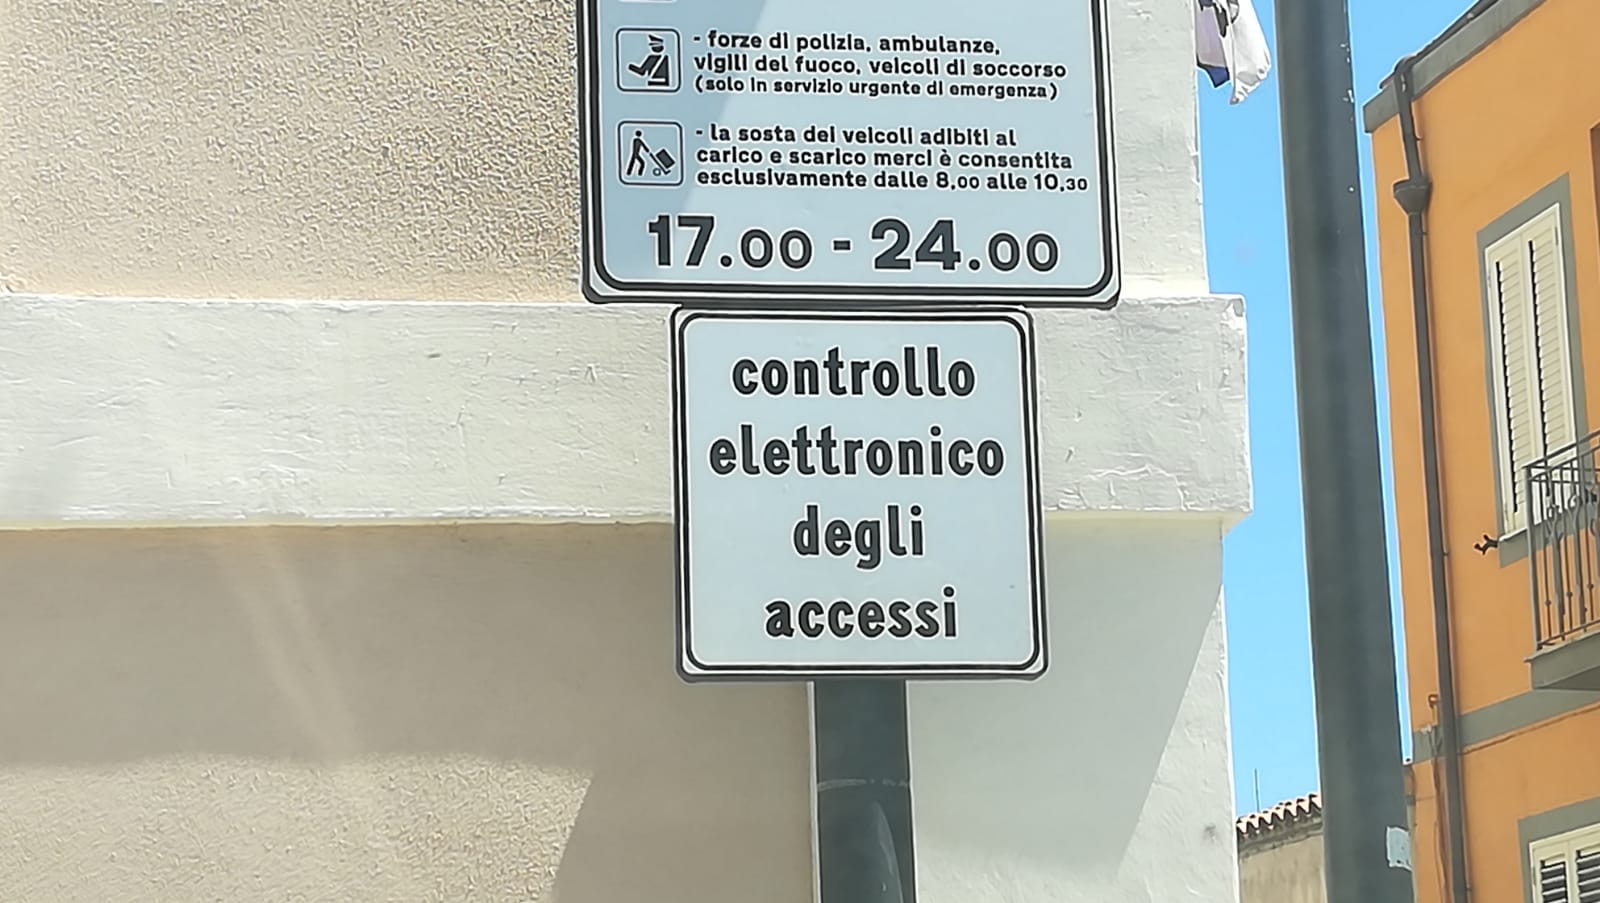 - forze di polizia, ambulanze,
vigili del fuoco, veicoli di soccorso
(solo in servizio urgente di emergenza)
- la sosta dei veicoli adibiti al
carico e scarico merci è consentita
esclusivamente dalle 8.00 alle 10.30
17.00 - 24.00
controllo
elettronico
degli
accessi